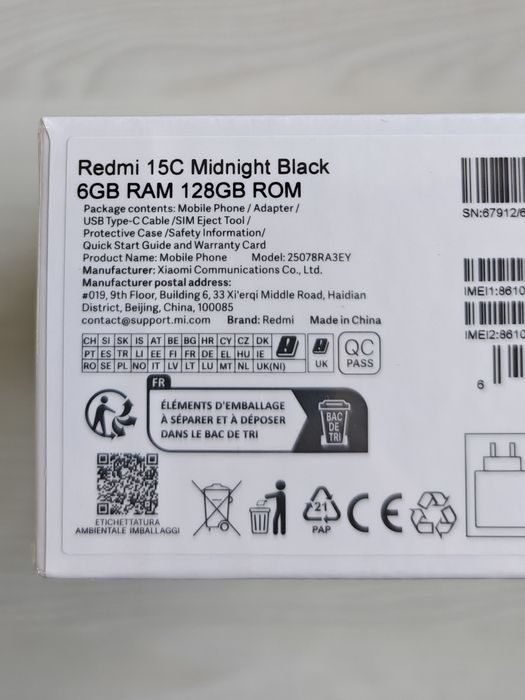 Redmi 15C Midnight Black
6GB RAM 128GB ROM
Package contents: Mobile Phone / Adapter /
USB Type-C Cable /SIM Eject Tool /
Protective Case /Safety Information/
Quick Start Guide and Warranty Card
Product Name: Mobile Phone Model: 25078RA3EY
Manufacturer: Xiaomi Communications Co., Ltd.
Manufacturer postal address:
#019, 9th Floor, Building 6, 33 Xi'erqi Middle Road, Haidian
District, Beijing, China, 100085
contact@support.mi.com Brand: Redmi Made in China
CH SI SK IS AT BE BG HR CY CZ DK
PT ES TR LI EE FI FR DE EL HU IE
RO SE PL NO IT LV LT LU MT NL UK(NI)
UK
QC
PASS
SN:67912/6
IMEI1:8610
IMEI2:8610
6
FR
ÉLÉMENTS D'EMBALLAGE
À SÉPARER ET À DÉPOSER
DANS LE BAC DE TRI
BAC
DE
TRI
ETICHETTATURA
AMBIENTALE IMBALLAGGI
21
PAP
CE